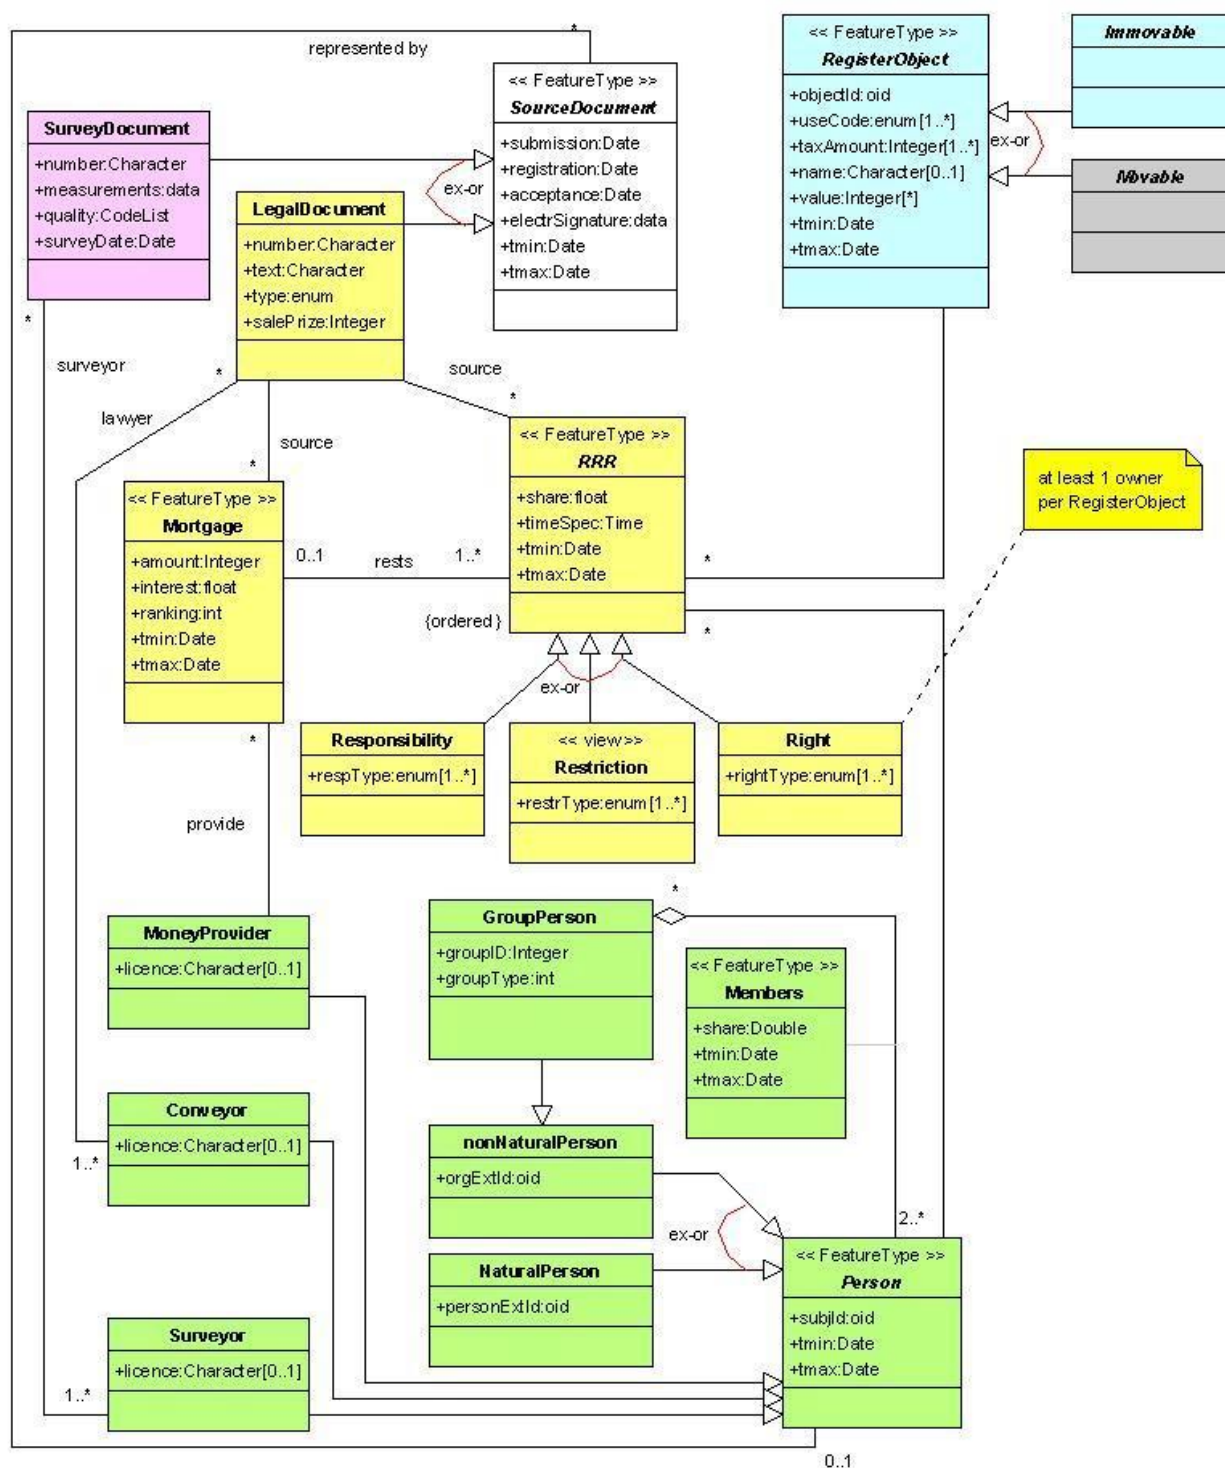 *
represented by
<< FeatureType >>
SourceDocument
+submission:Date
+registration:Date
+acceptance:Date
+electrSignature:data
+tmin:Date
+tmax:Date
<< FeatureType >>
RegisterObject
+objectId:oid
+useCode:enum[1..*]
+taxAmount:Integer[1..*]
+name:Character[0..1]
+value:Integer[*]
+tmin:Date
+tmax:Date
Immovable
ex-or
Movable
SurveyDocument
+number:Character
+measurements:data
+quality:CodeList
+surveyDate:Date
ex-or
LegalDocument
+number:Character
+text:Character
+type:enum
+salePrize:Integer
*
surveyor
*
lawyer
source
*
source
*
<< FeatureType >>
RRR
+share:float
+timeSpec:Time
+tmin:Date
+tmax:Date
at least 1 owner
per RegisterObject
<< FeatureType >>
Mortgage
+amount:Integer
+interest:float
+ranking:int
+tmin:Date
+tmax:Date
0..1
rests
1..*
*
{ordered }
*
ex-or
Responsibility
+respType:enum[1..*]
<< view>>
Restriction
+restrType:enum[1..*]
Right
+rightType:enum[1..*]
*
provide
MoneyProvider
+licence:Character[0..1]
GroupPerson
+groupID:Integer
+groupType:int
*
<< FeatureType >>
Members
+share:Double
+tmin:Date
+tmax:Date
Conveyor
+licence:Character[0..1]
1..*
nonNaturalPerson
+orgExtId:oid
ex-or
2..*
NaturalPerson
+personExtId:oid
<< FeatureType >>
Person
+subjId:oid
+tmin:Date
+tmax:Date
Surveyor
+licence:Character[0..1]
1..*
0..1